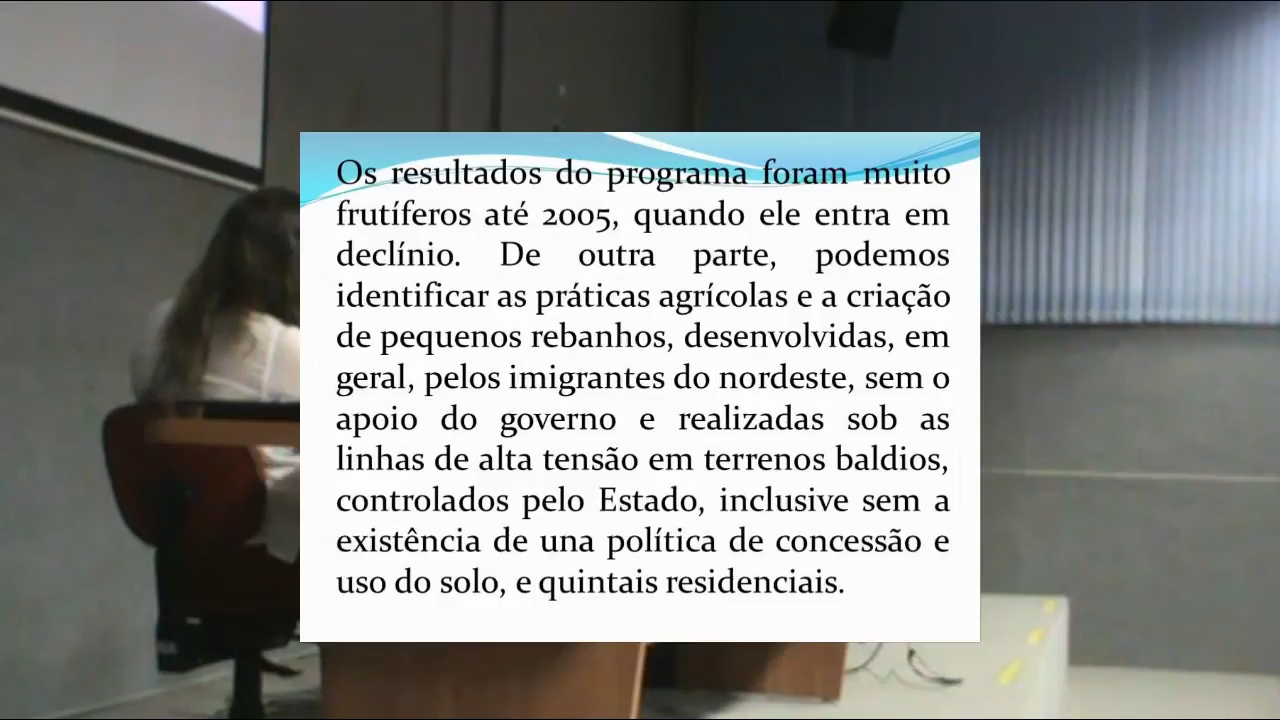 Os resultados do programa foram muito
frutíferos até 2005, quando ele entra em
declínio. De outra parte, podemos
identificar as práticas agrícolas e a criação
de pequenos rebanhos, desenvolvidas, em
geral, pelos imigrantes do nordeste, sem o
apoio do governo e realizadas sob as
linhas de alta tensão em terrenos baldios,
controlados pelo Estado, inclusive sem a
existência de una política de concessão e
uso do solo, e quintais residenciais.